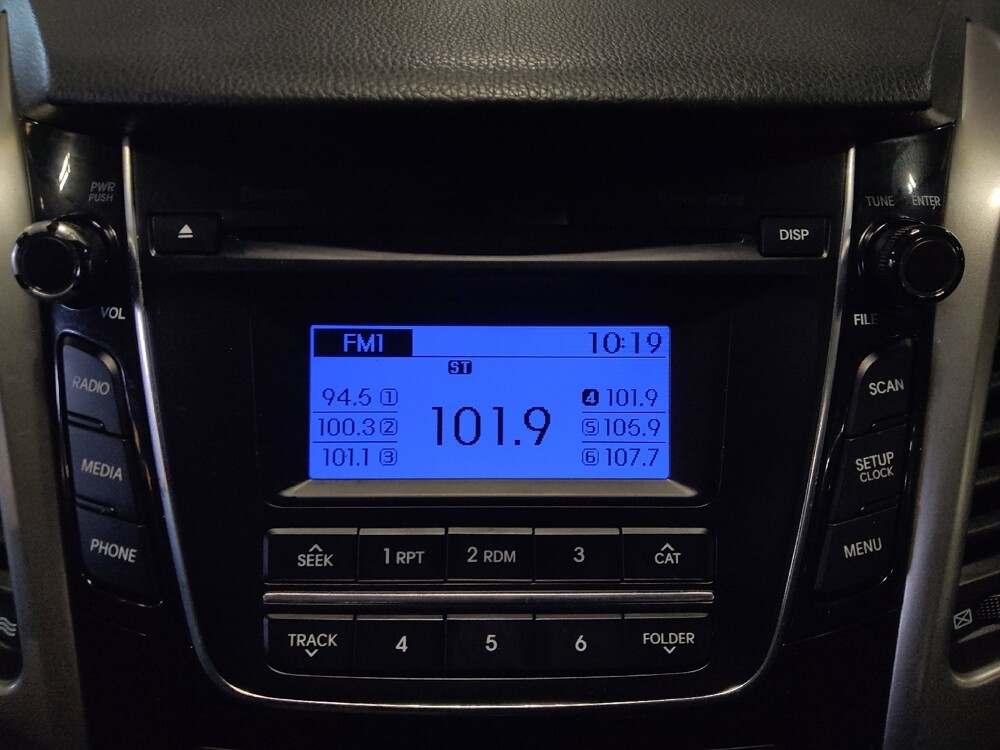 PWR
PUSH
TUNE ENTER
DISP
VOL
FILE
FM1 10:19
ST
94.5 1 4 101.9
100.3 2 101.9 5 105.9
101.1 3 6 107.7
RADIO
SCAN
MEDIA
SETUP
CLOCK
PHONE
MENU
SEEK 1 RPT 2 RDM 3 CAT
TRACK 4 5 6 FOLDER